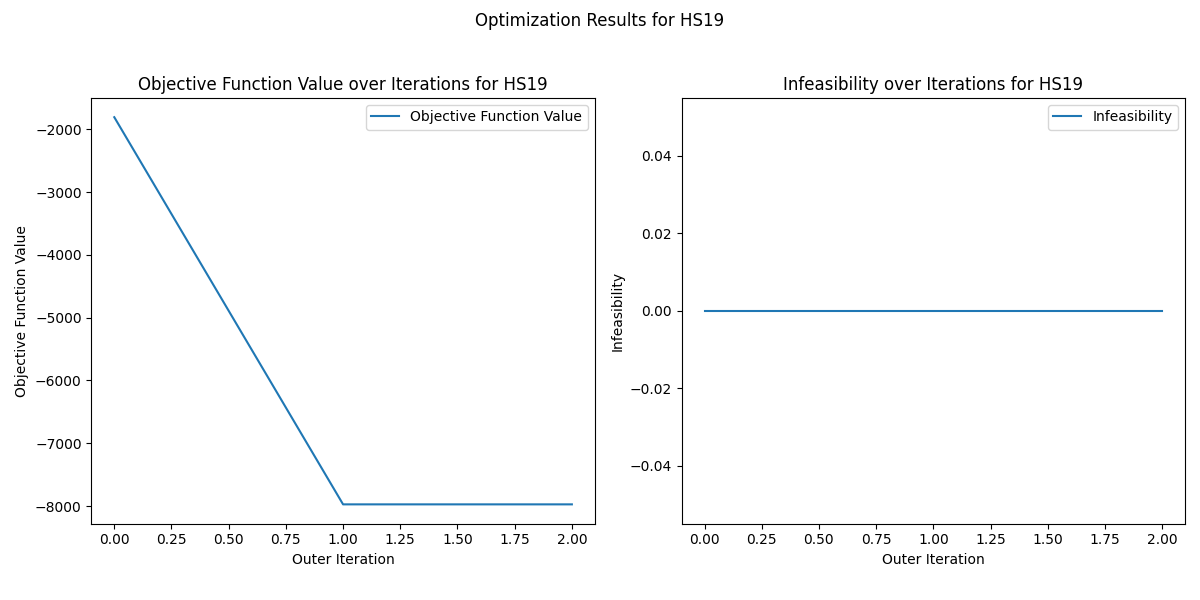 Optimization Results for HS19
Objective Function Value over Iterations for HS19
Objective Function Value
−2000
−3000
−4000
−5000
−6000
−7000
−8000
Objective Function Value
0.00 0.25 0.50 0.75 1.00 1.25 1.50 1.75 2.00
Outer Iteration
Infeasibility over Iterations for HS19
Infeasibility
0.04
0.02
0.00
−0.02
−0.04
Infeasibility
0.00 0.25 0.50 0.75 1.00 1.25 1.50 1.75 2.00
Outer Iteration